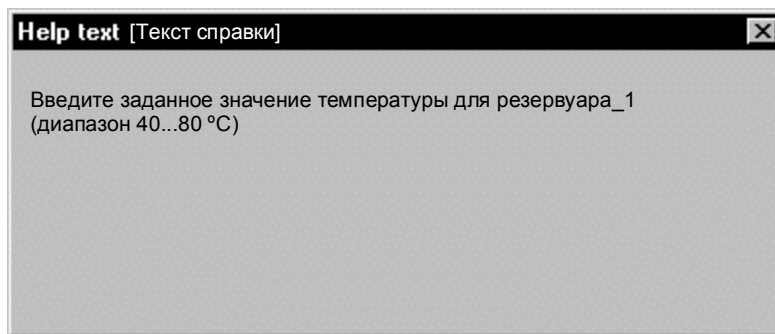 Help text [Текст справки]
Введите заданное значение температуры для резервуара_1
(диапазон 40...80 ºC)